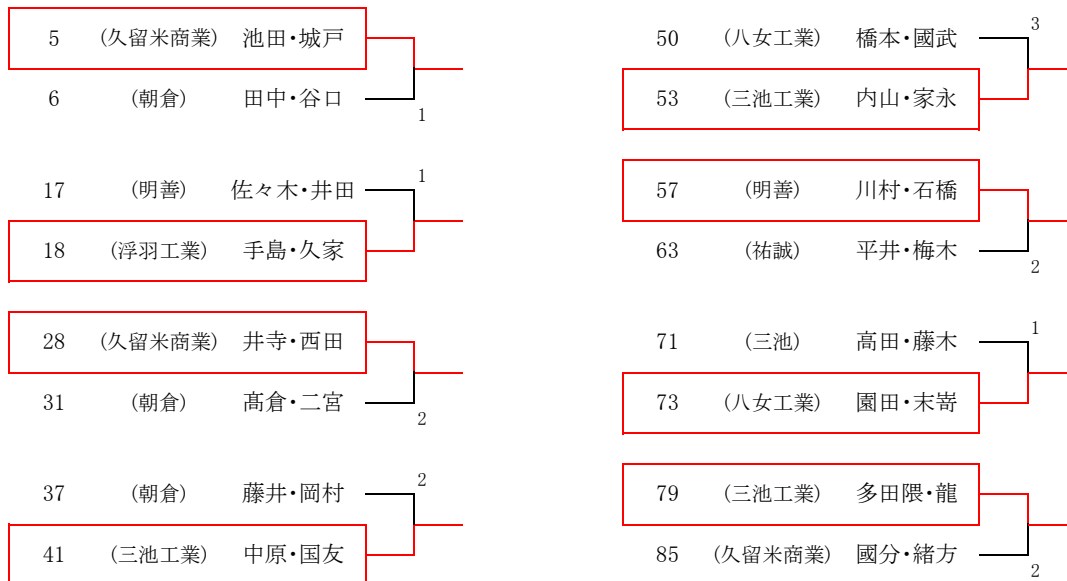 5 (久留米商業) 池田・城戸
6 (朝倉) 田中・谷口
1
1
17 (明善) 佐々木・井田
18 (浮羽工業) 手島・久家
28 (久留米商業) 井寺・西田
31 (朝倉) 髙倉・二宮
2
2
37 (朝倉) 藤井・岡村
41 (三池工業) 中原・国友
3
50 (八女工業) 橋本・國武
53 (三池工業) 内山・家永
57 (明善) 川村・石橋
63 (祐誠) 平井・梅木
2
1
71 (三池) 高田・藤木
73 (八女工業) 園田・末嵜
79 (三池工業) 多田隈・龍
85 (久留米商業) 國分・緒方
2